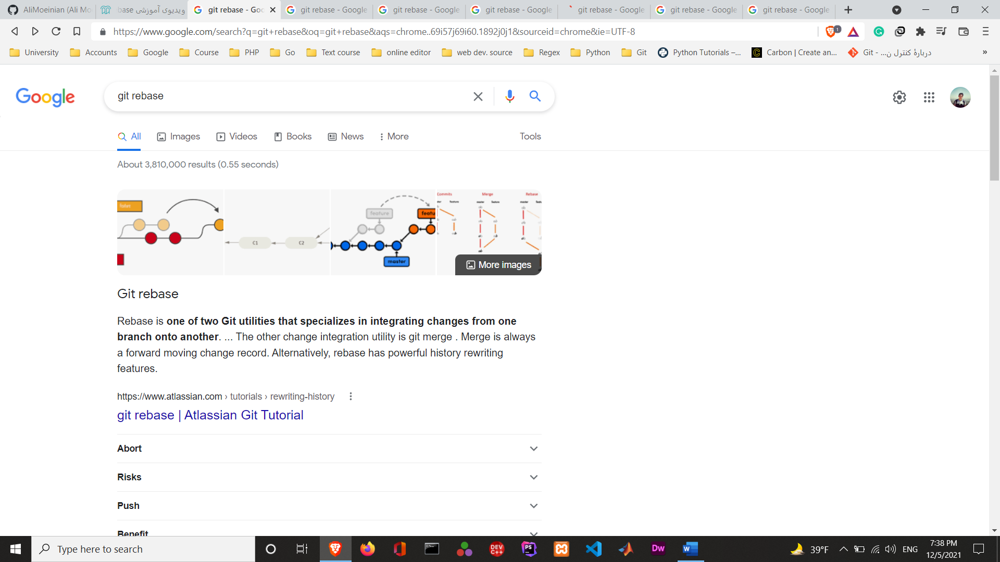 AliMoeinian (Ali Mo
ویدیوی آموزشی base
git rebase - Goo
git rebase - Google
git rebase - Google
git rebase - Google
git rebase - Google
git rebase - Google
git rebase - Google
https://www.google.com/search?q=git+rebase&oq=git+rebase&aqs=chrome..69i57j69i60.1892j0j1&sourceid=chrome&ie=UTF-8
1
University
Accounts
Google
Course
PHP
Go
Text course
online editor
web dev. source
Regex
Python
Git
Python Tutorials –...
Carbon | Create an...
Git - ...دربارهٔ کنترل ن
»
Google
git rebase
All
Images
Videos
Books
News
More
Tools
About 3,810,000 results (0.55 seconds)
C1
C2
feature
featu
master
Commits
Merge
Rebase
More images
Git rebase
Rebase is one of two Git utilities that specializes in integrating changes from one
branch onto another. ... The other change integration utility is git merge . Merge is always
a forward moving change record. Alternatively, rebase has powerful history rewriting
features.
https://www.atlassian.com › tutorials › rewriting-history
git rebase | Atlassian Git Tutorial
Abort
Risks
Push
Benefit
Type here to search
DEV C++
PS
Dw
W
39°F
ENG
7:38 PM
12/5/2021